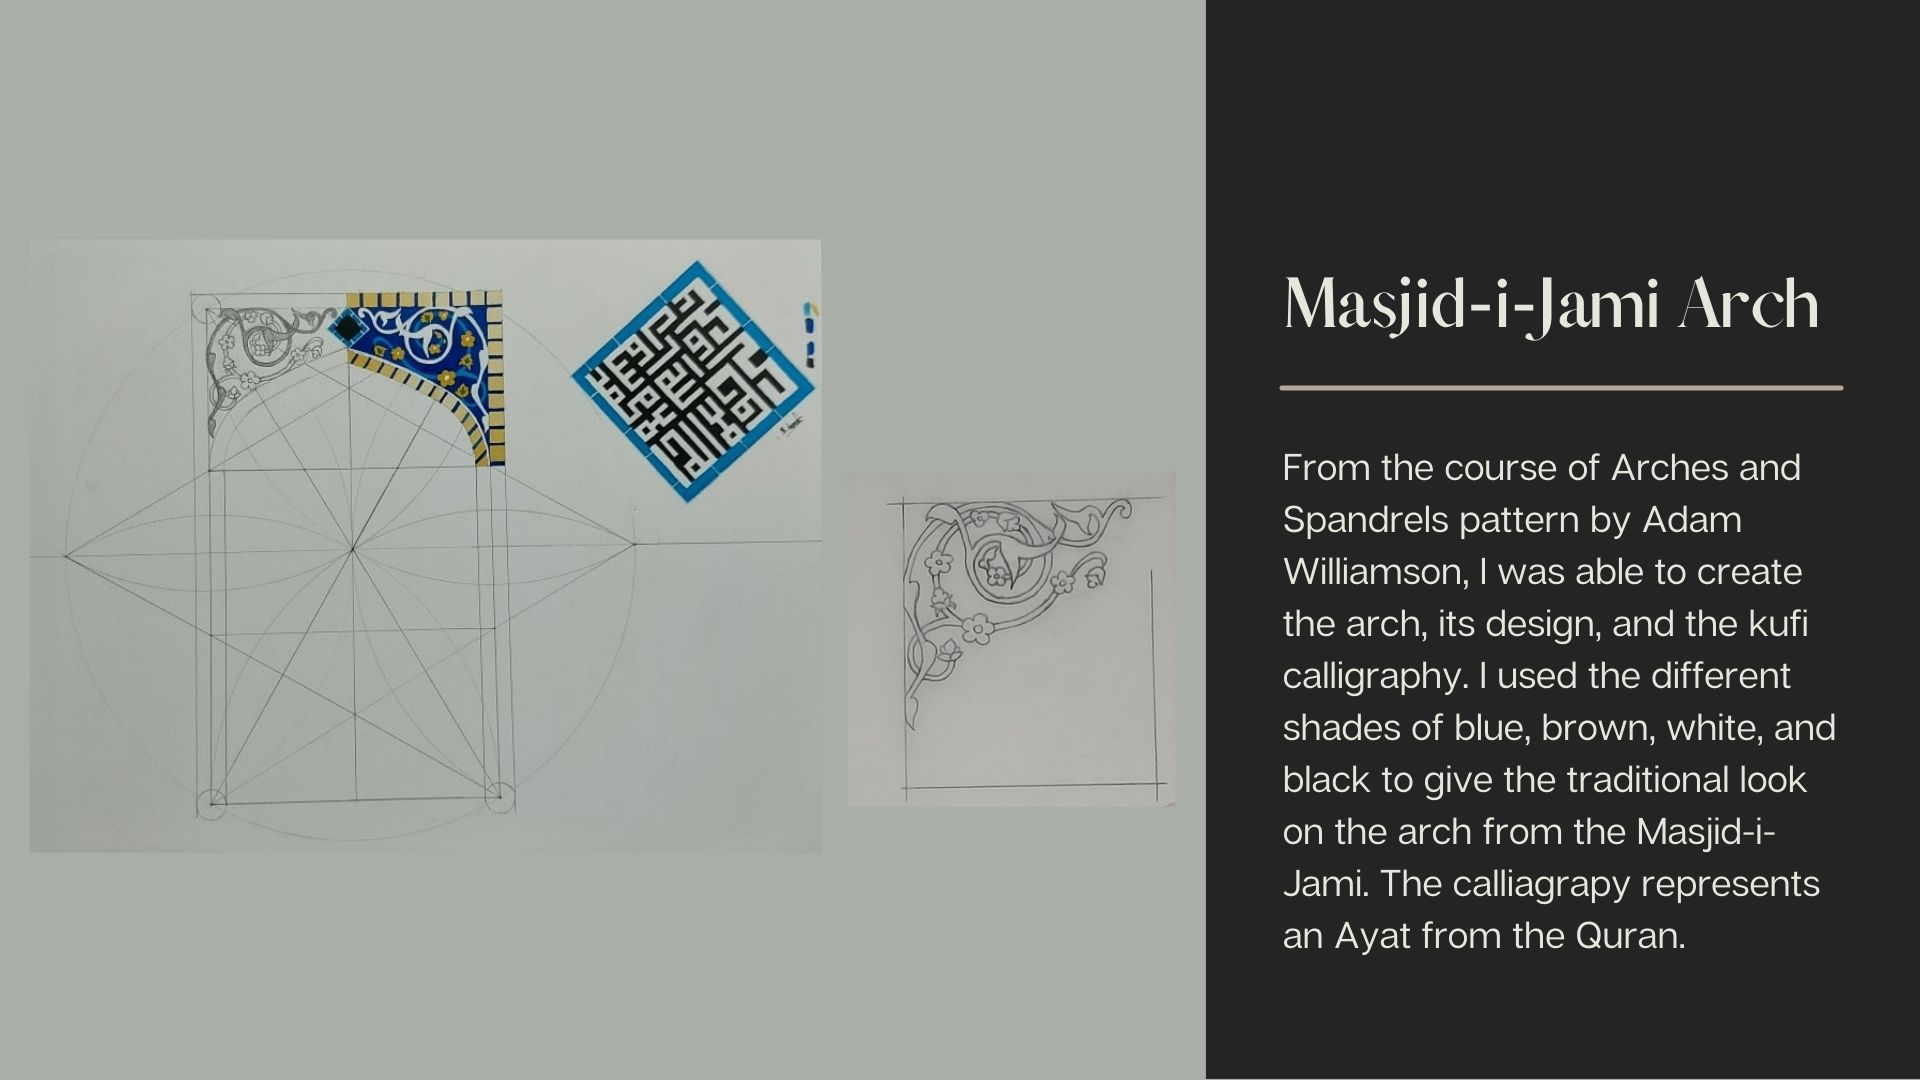 Masjid-i-Jami Arch
From the course of Arches and
Spandrels pattern by Adam
Williamson, I was able to create
the arch, its design, and the kufi
calligraphy. I used the different
shades of blue, brown, white, and
black to give the traditional look
on the arch from the Masjid-i-
Jami. The calliagrapy represents
an Ayat from the Quran.